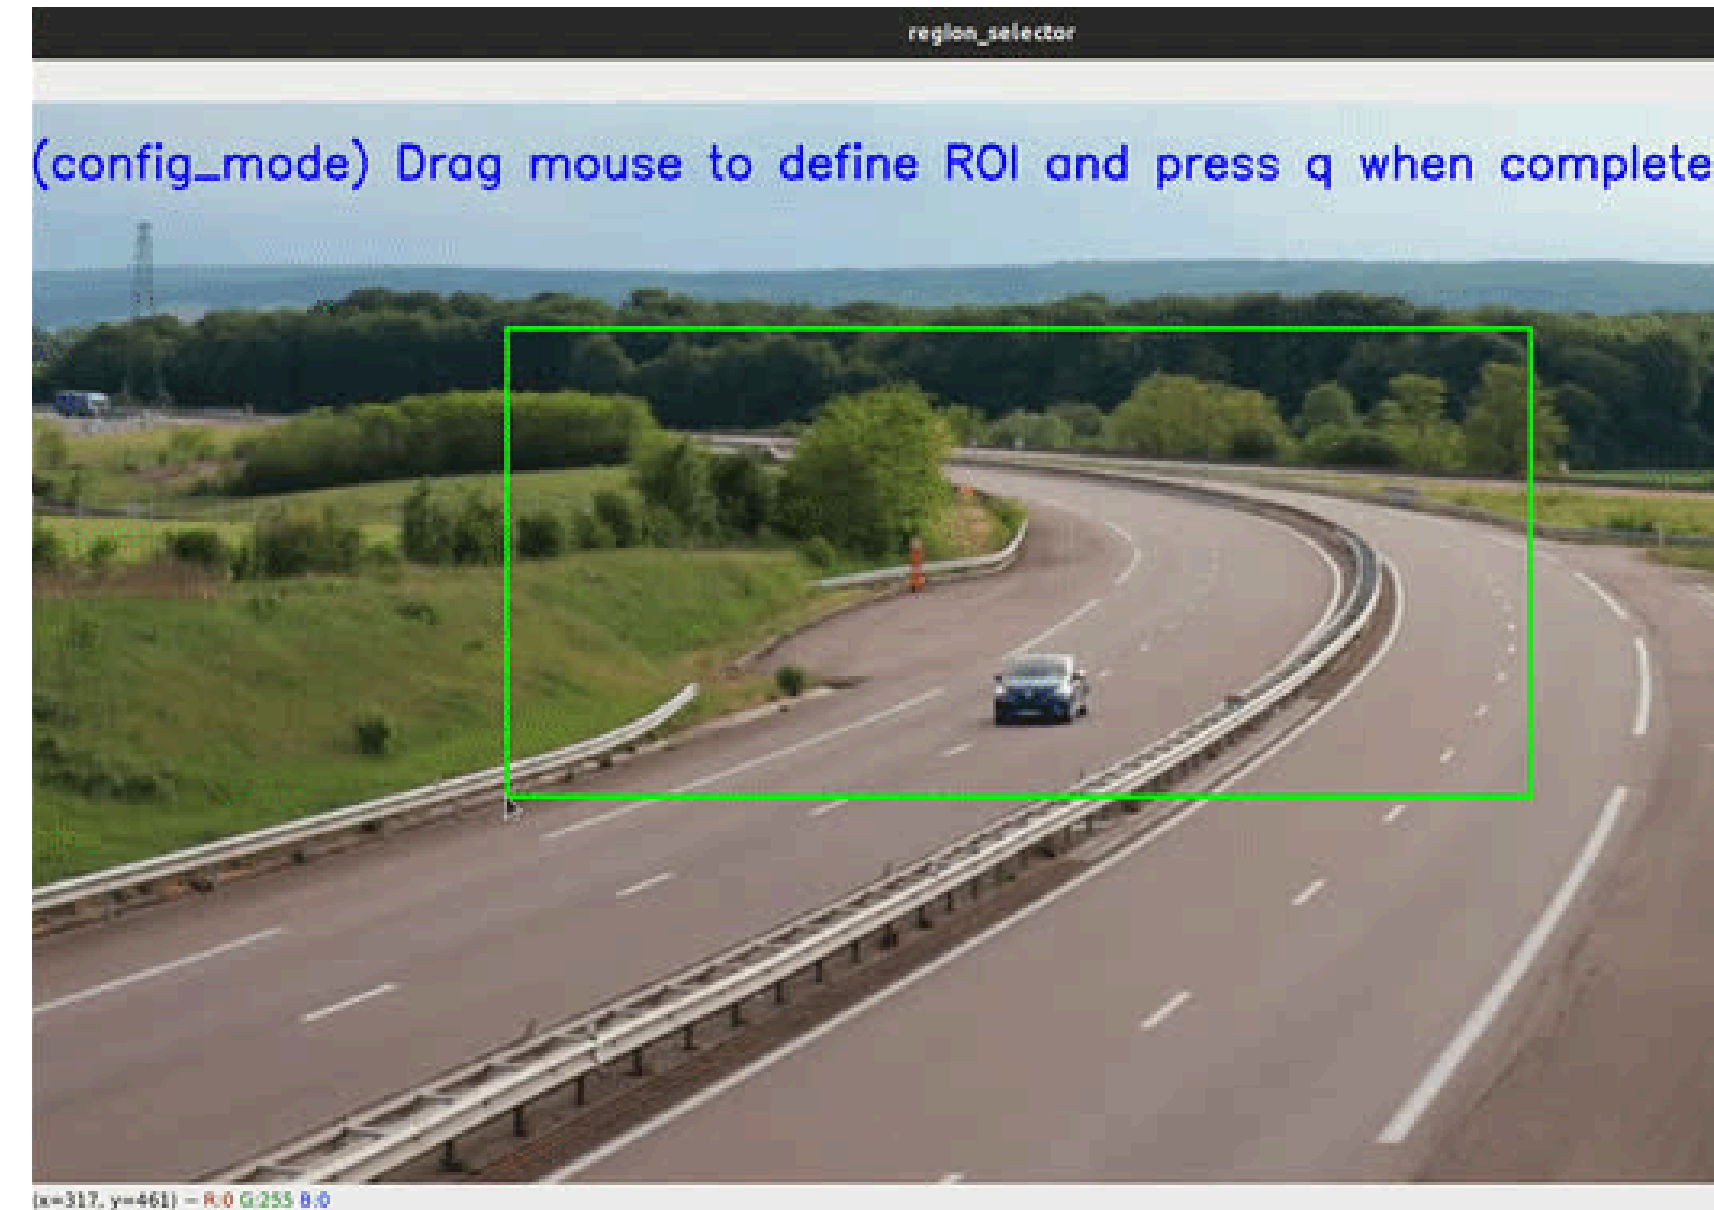 region_selector
(config_mode) Drag mouse to define ROI and press q when complete
(x=317, y=461) ~ R:0 G:255 B:0